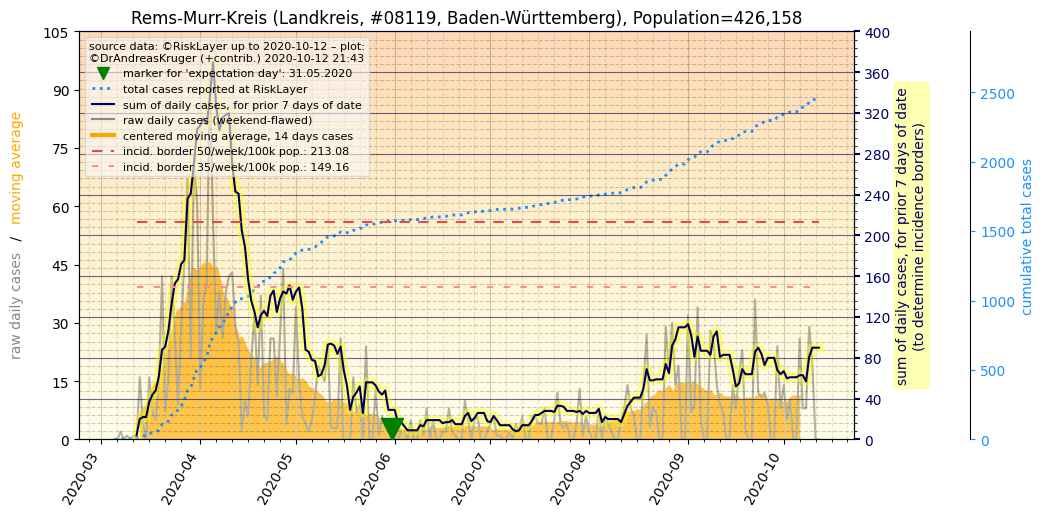 Rems-Murr-Kreis (Landkreis, #08119, Baden-Württemberg), Population=426,158
source data: ©RiskLayer up to 2020-10-12 – plot:
©DrAndreasKruger (+contrib.) 2020-10-12 21:43
marker for 'expectation day': 31.05.2020
total cases reported at RiskLayer
sum of daily cases, for prior 7 days of date
raw daily cases (weekend-flawed)
centered moving average, 14 days cases
incid. border 50/week/100k pop.: 213.08
incid. border 35/week/100k pop.: 149.16
raw daily cases / moving average
105
90
75
60
45
30
15
0
2020-03
2020-04
2020-05
2020-06
2020-07
2020-08
2020-09
2020-10
400
360
320
280
240
200
160
120
80
40
0
sum of daily cases, for prior 7 days of date
(to determine incidence borders)
2500
2000
1500
1000
500
0
cumulative total cases